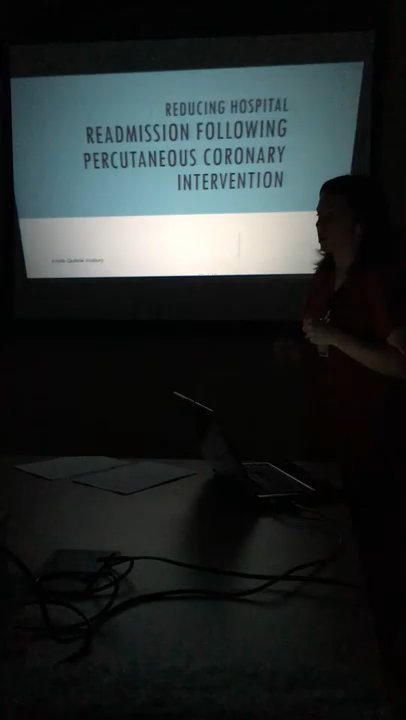 REDUCING HOSPITAL
READMISSION FOLLOWING
PERCUTANEOUS CORONARY
INTERVENTION